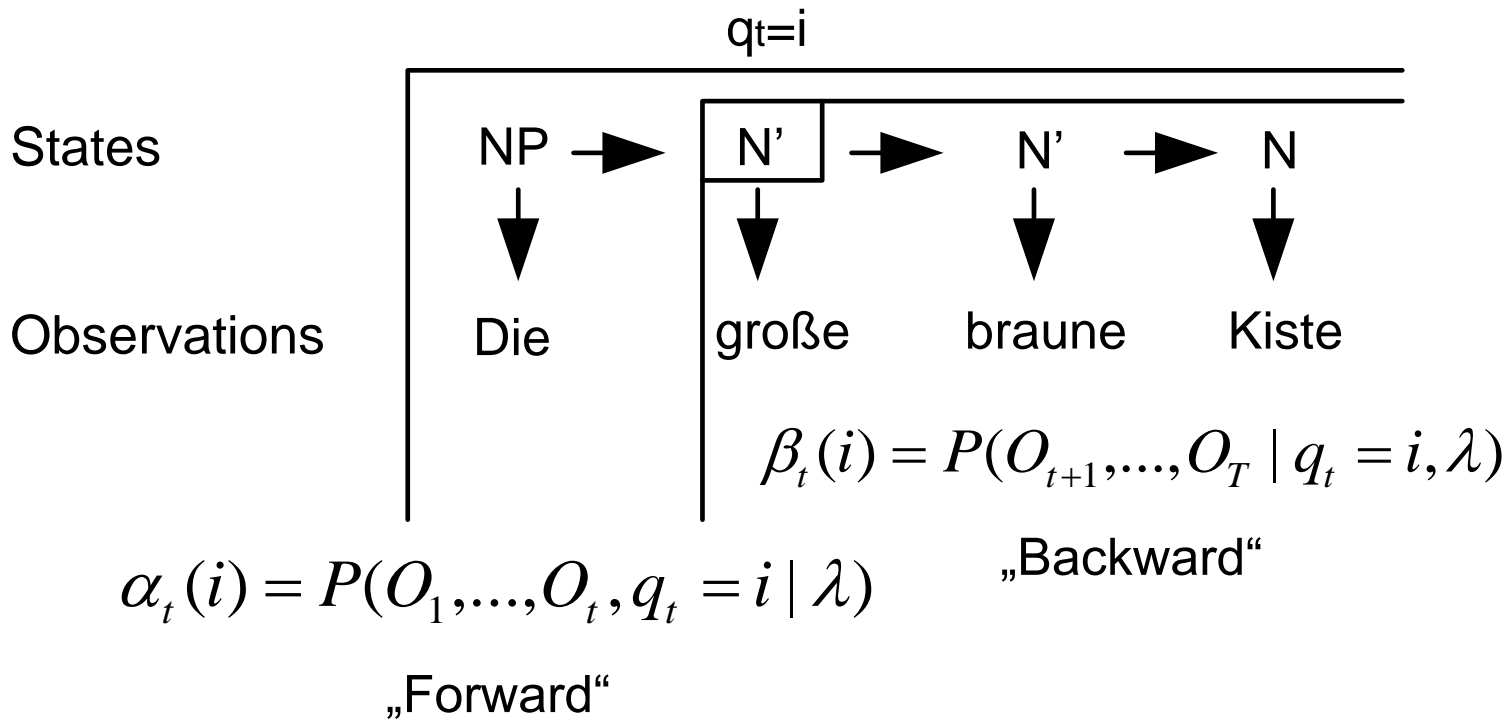 qt=i
States NP N’ N’ N
Observations Die große braune Kiste
βt(i) = P(Ot+1,...,OT | qt = i, λ)
„Backward“
αt(i) = P(O1,...,Ot, qt = i | λ)
„Forward“